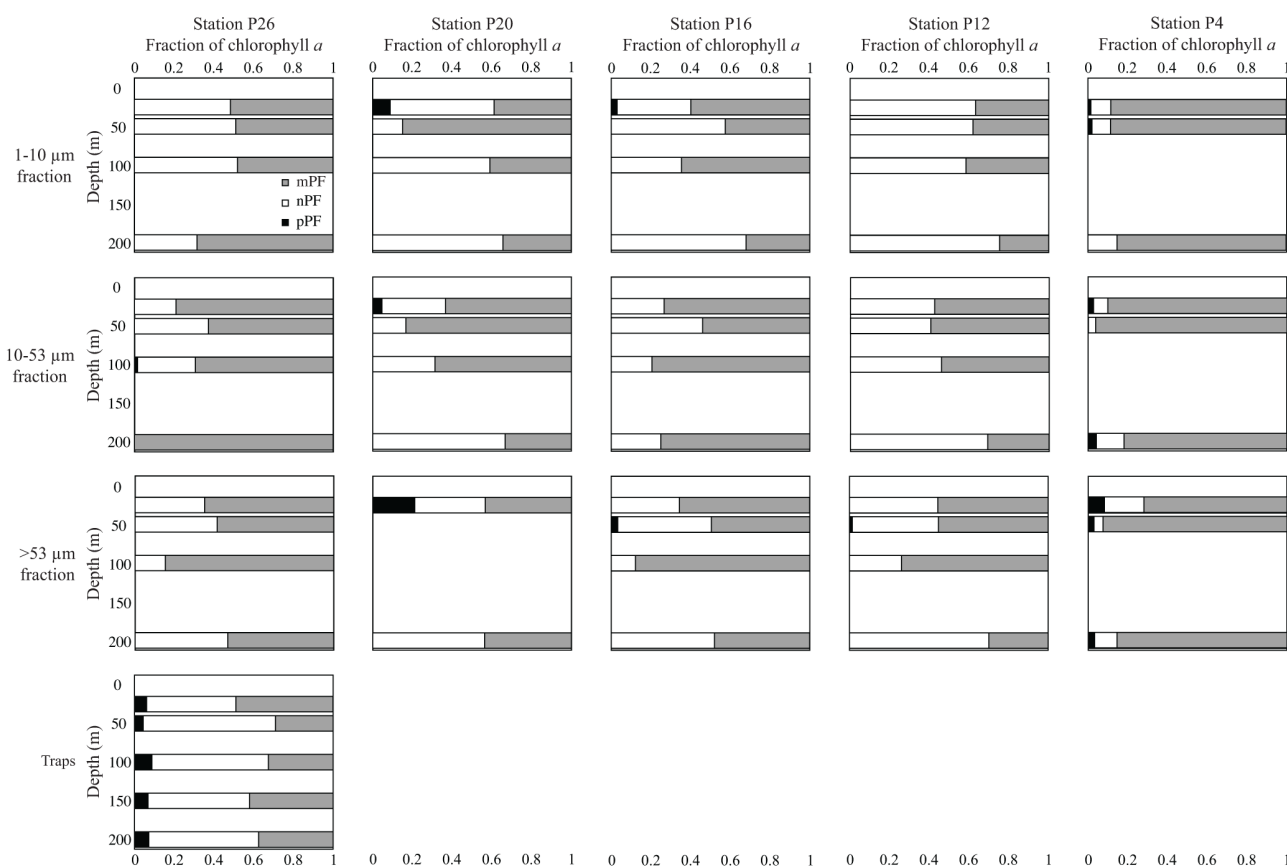 Station P26
Fraction of chlorophyll a
Station P20
Fraction of chlorophyll a
Station P16
Fraction of chlorophyll a
Station P12
Fraction of chlorophyll a
Station P4
Fraction of chlorophyll a
0 0.2 0.4 0.6 0.8 1
0 0.2 0.4 0.6 0.8 1
0 0.2 0.4 0.6 0.8 1
0 0.2 0.4 0.6 0.8 1
0 0.2 0.4 0.6 0.8 1
1-10 µm
fraction
Depth (m)
0
50
100
150
200
mPF
nPF
pPF
10-53 µm
fraction
Depth (m)
0
50
100
150
200
>53 µm
fraction
Depth (m)
0
50
100
150
200
Traps
Depth (m)
0
50
100
150
200
0 0.2 0.4 0.6 0.8 1
0 0.2 0.4 0.6 0.8 1
0 0.2 0.4 0.6 0.8 1
0 0.2 0.4 0.6 0.8 1
0 0.2 0.4 0.6 0.8